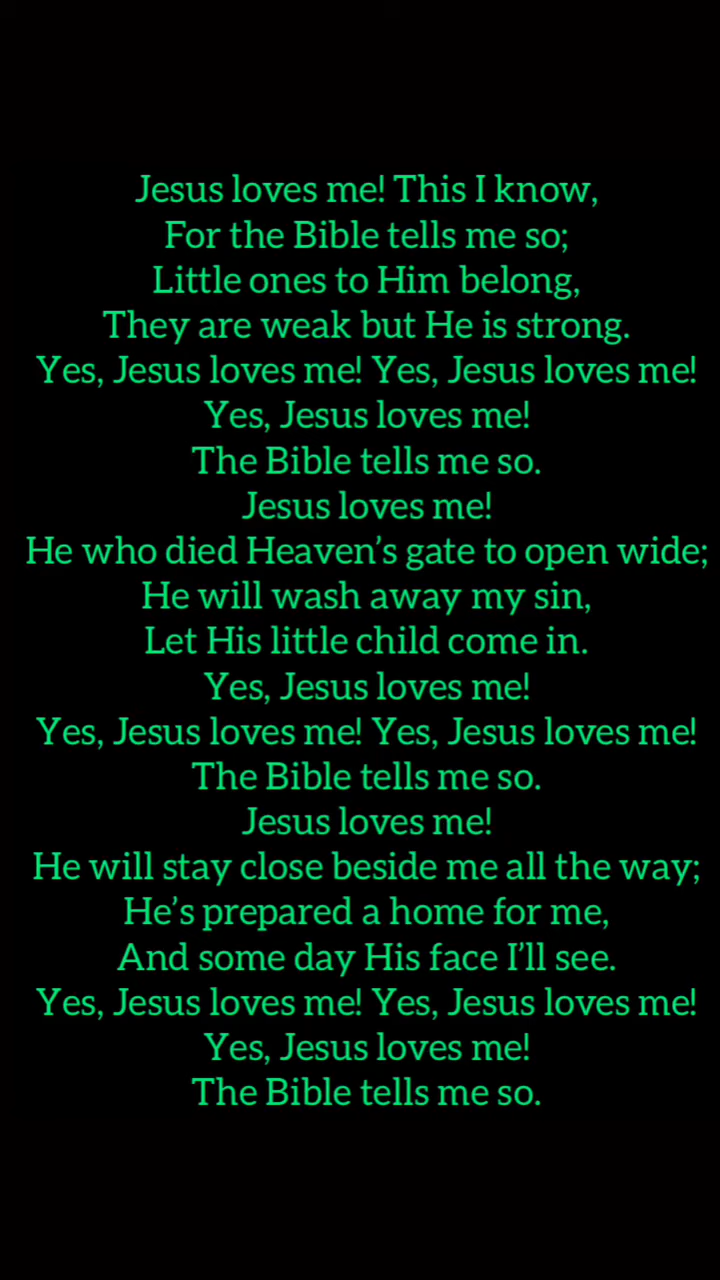 Jesus loves me! This I know,
For the Bible tells me so;
Little ones to Him belong,
They are weak but He is strong.
Yes, Jesus loves me! Yes, Jesus loves me!
Yes, Jesus loves me!
The Bible tells me so.
Jesus loves me!
He who died Heaven’s gate to open wide;
He will wash away my sin,
Let His little child come in.
Yes, Jesus loves me!
Yes, Jesus loves me! Yes, Jesus loves me!
The Bible tells me so.
Jesus loves me!
He will stay close beside me all the way;
He’s prepared a home for me,
And some day His face I’ll see.
Yes, Jesus loves me! Yes, Jesus loves me!
Yes, Jesus loves me!
The Bible tells me so.